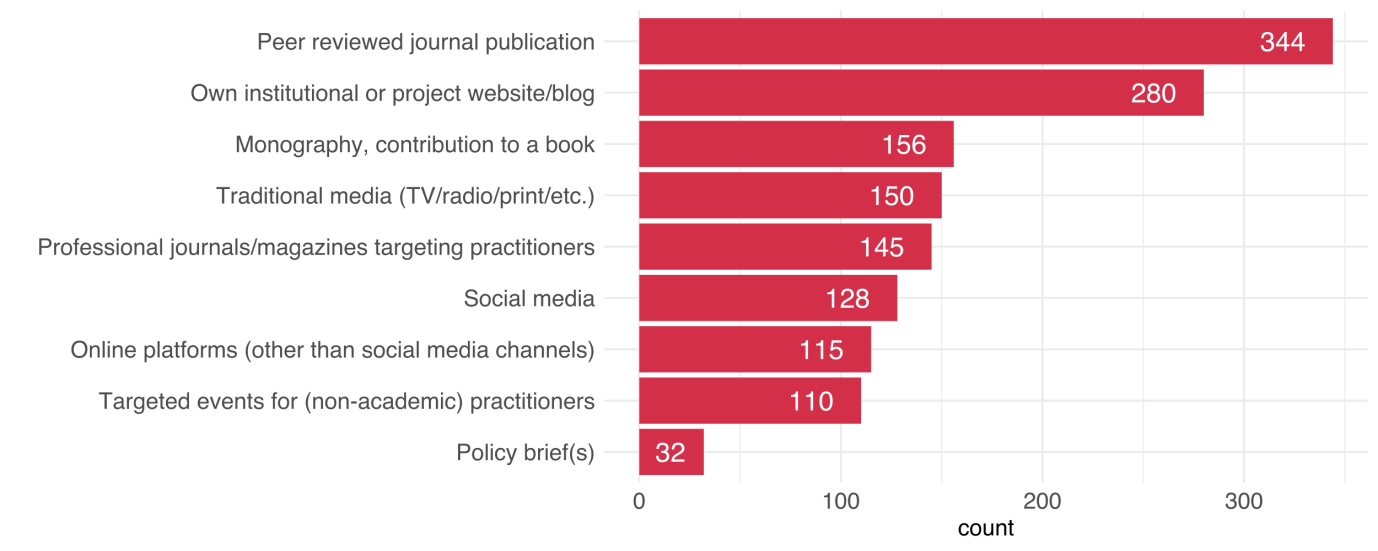 Peer reviewed journal publication 344
Own institutional or project website/blog 280
Monography, contribution to a book 156
Traditional media (TV/radio/print/etc.) 150
Professional journals/magazines targeting practitioners 145
Social media 128
Online platforms (other than social media channels) 115
Targeted events for (non-academic) practitioners 110
Policy brief(s) 32
0 100 200 300
count